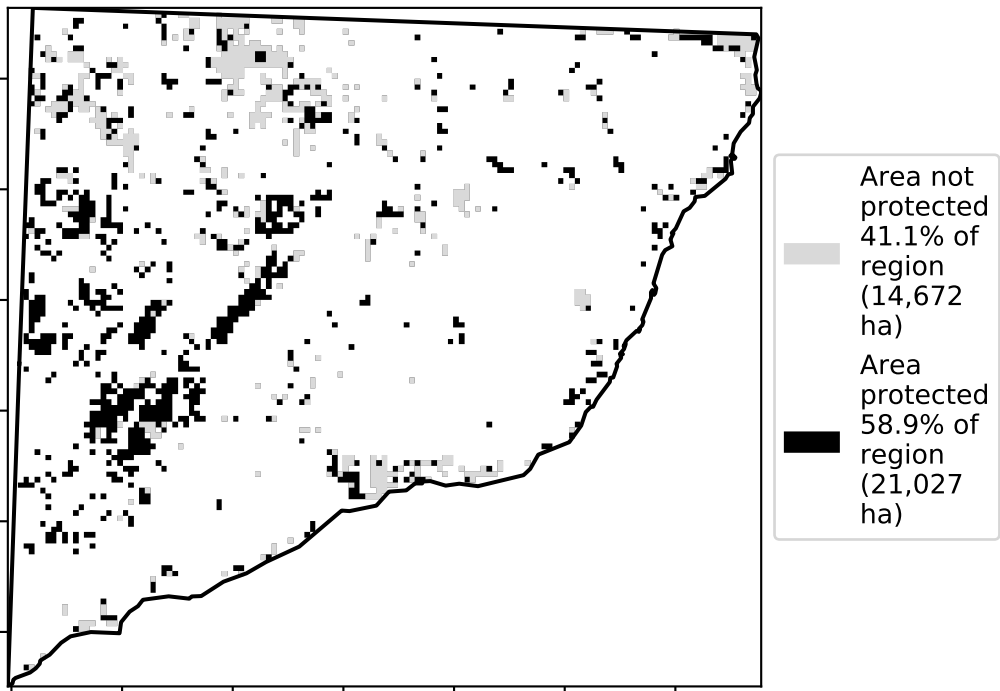 Area not
protected
41.1% of
region
(14,672
ha)
Area
protected
58.9% of
region
(21,027
ha)